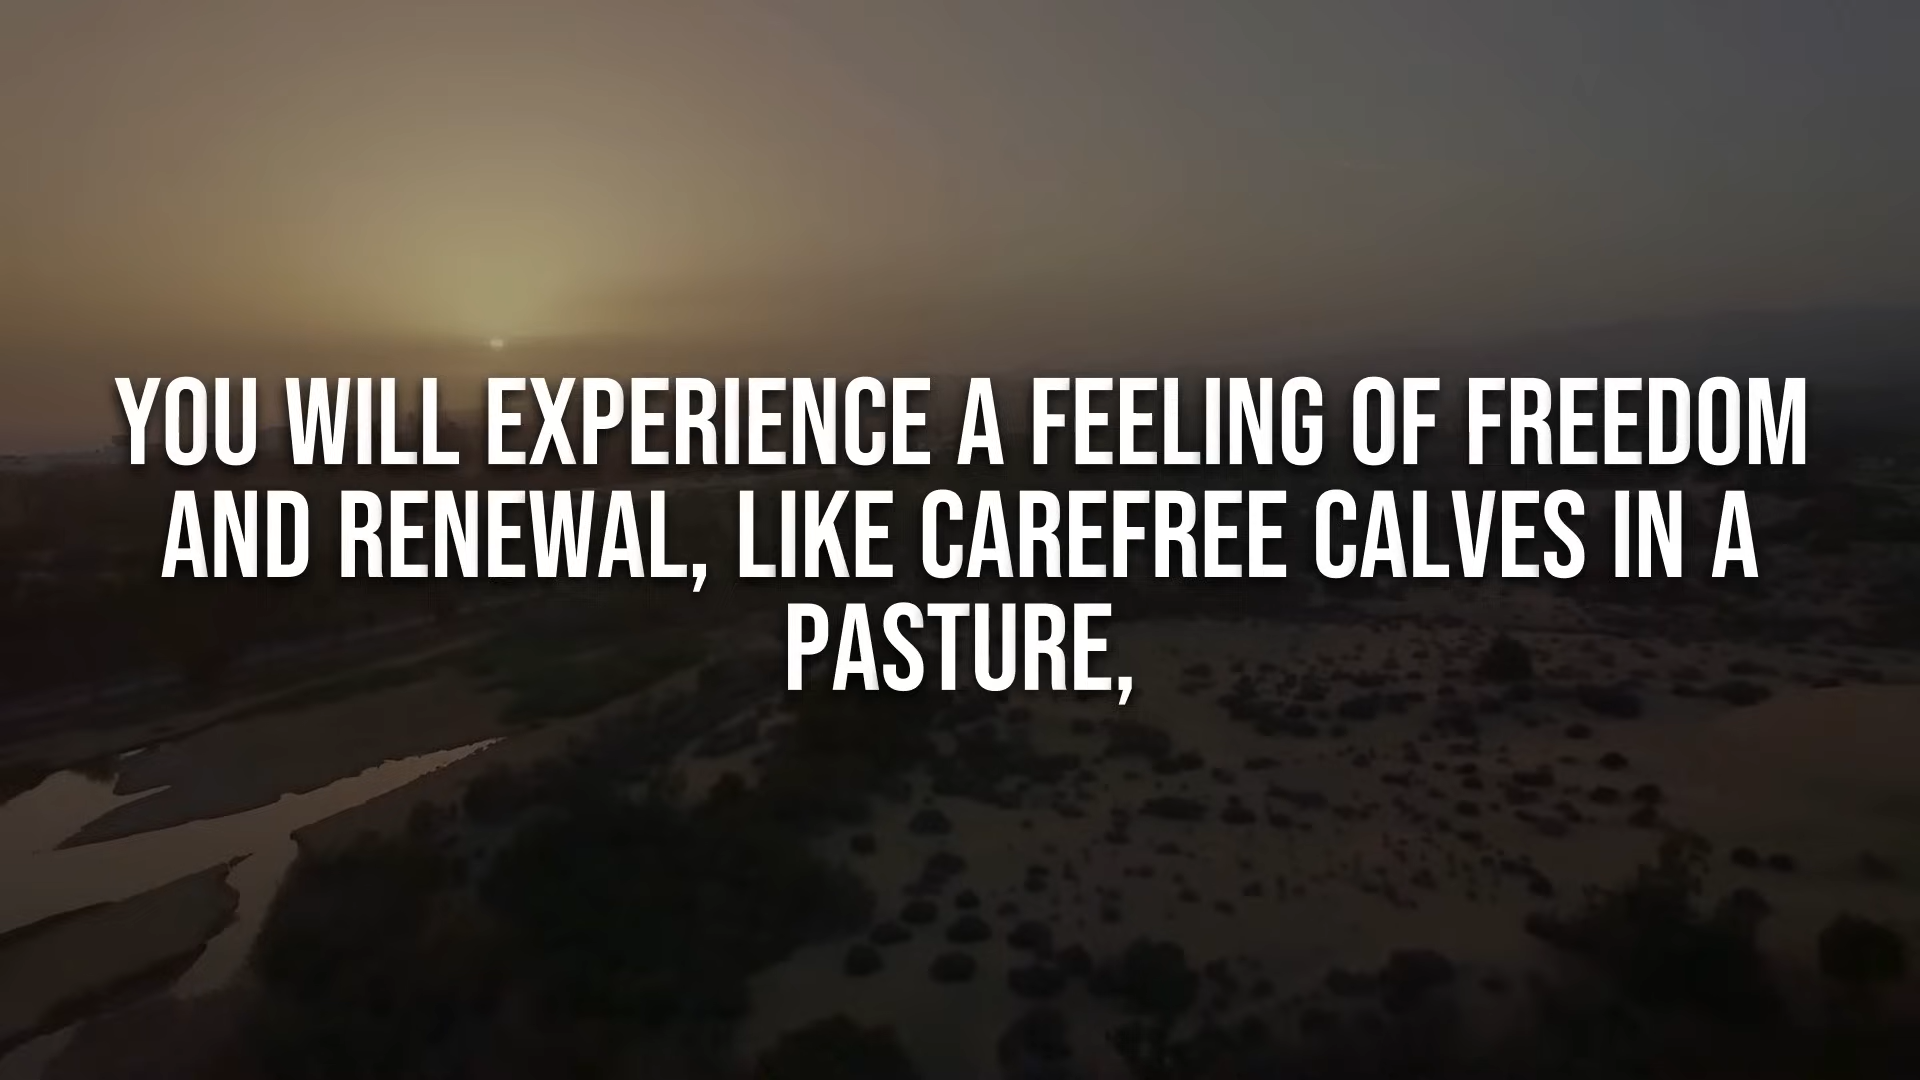 YOU WILL EXPERIENCE A FEELING OF FREEDOM
AND RENEWAL, LIKE CAREFREE CALVES IN A
PASTURE,